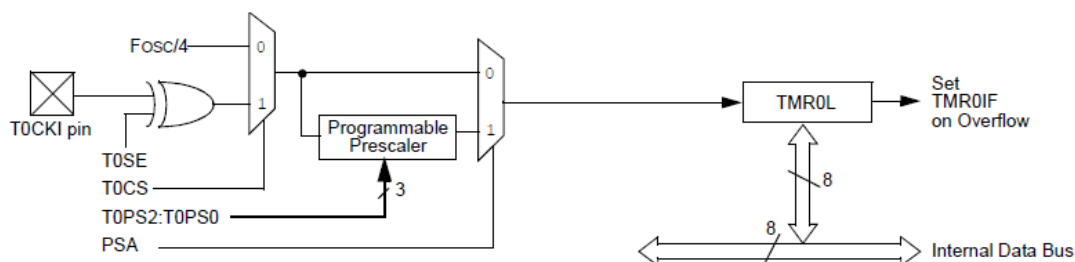 FOSC/4
0
1
T0CKI pin
T0SE
T0CS
T0PS2:T0PS0
PSA
Programmable
Prescaler
3
0
1
TMR0L
Set
TMR0IF
on Overflow
8
8
Internal Data Bus